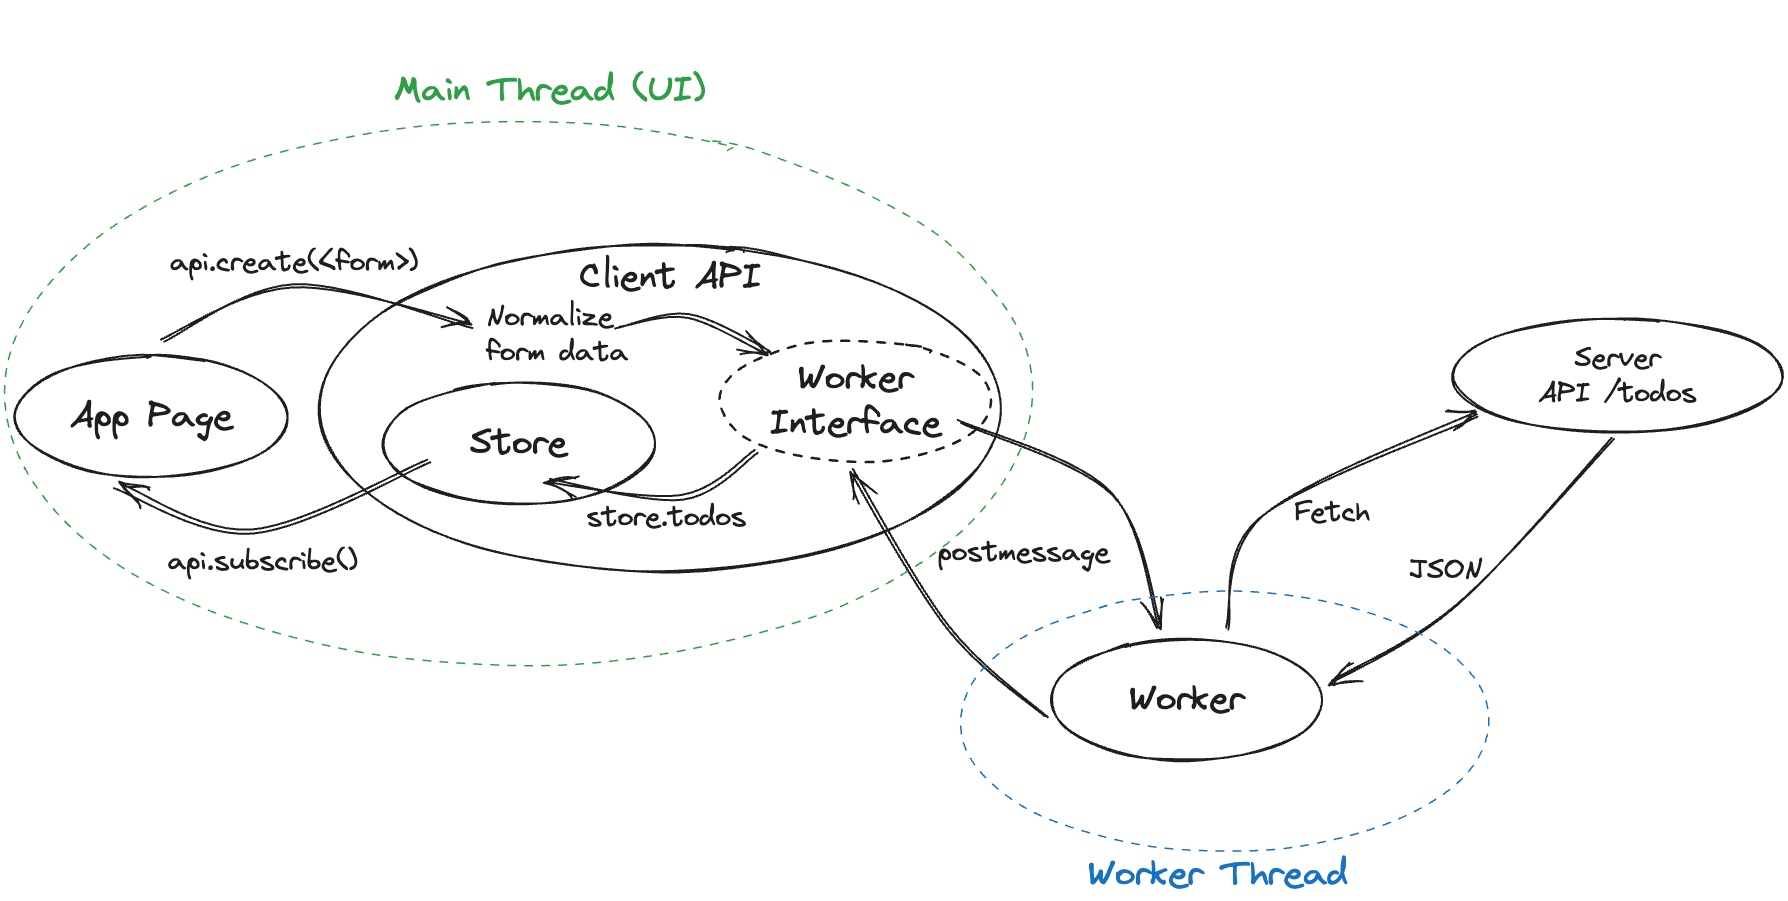 Main Thread (UI)
api.create(<form>)
Client API
Normalize
form data
Worker
Interface
App Page
Store
store.todos
api.subscribe()
postmessage
Server
API /todos
Fetch
JSON
Worker
Worker Thread